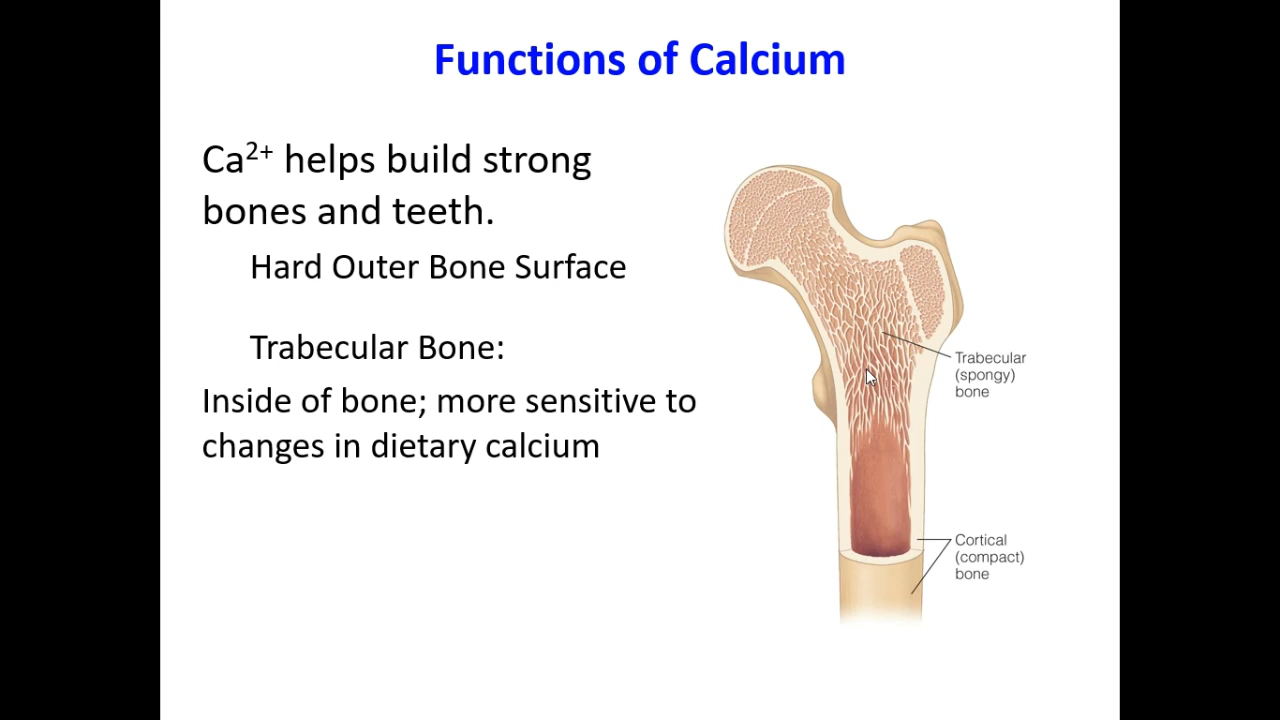 Functions of Calcium
Ca²⁺ helps build strong
bones and teeth.
Hard Outer Bone Surface
Trabecular Bone:
Inside of bone; more sensitive to
changes in dietary calcium
Trabecular
(spongy)
bone
Cortical
(compact)
bone